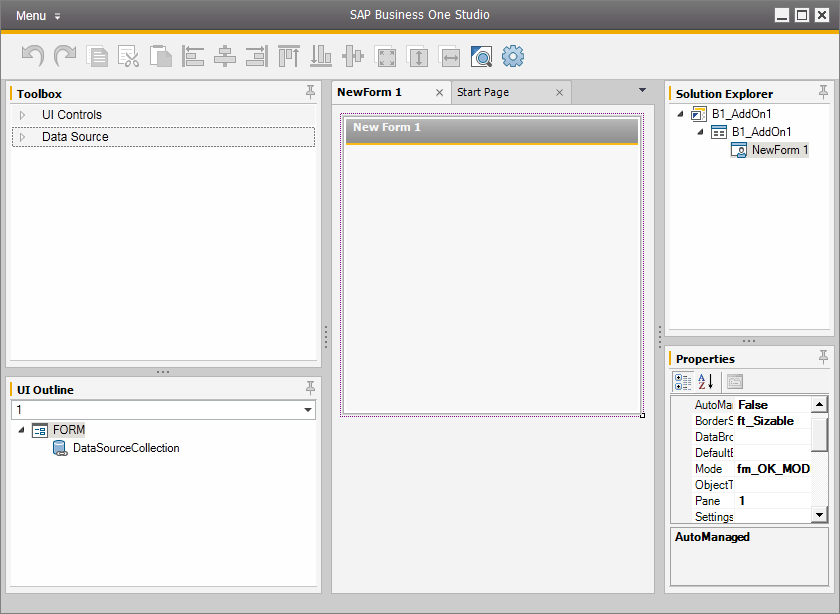 Menu
SAP Business One Studio
Toolbox
UI Controls
Data Source
UI Outline
1
FORM
DataSourceCollection
NewForm 1
Start Page
New Form 1
Solution Explorer
B1_AddOn1
B1_AddOn1
NewForm 1
Properties
AutoMa False
BorderS ft_Sizable
DataBro
DefaultB
Mode fm_OK_MOD
ObjectT
Pane 1
Settings
AutoManaged